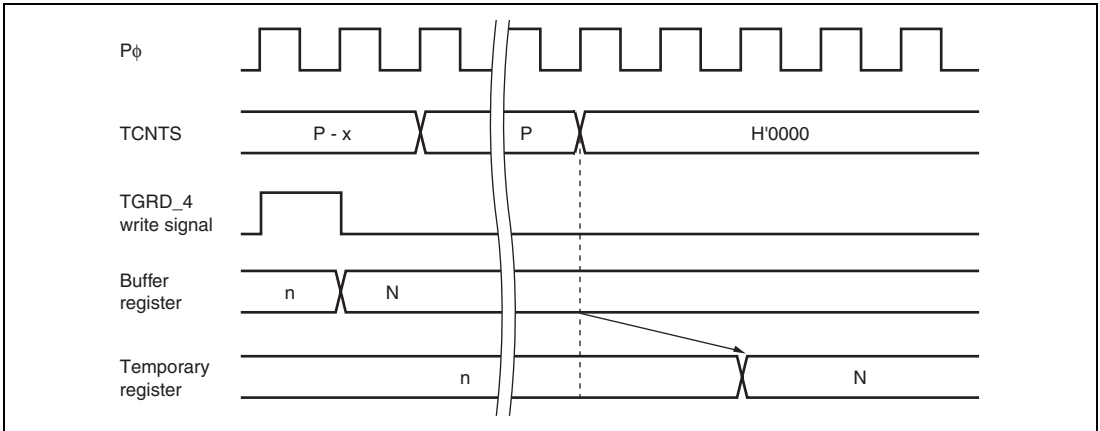 Pϕ
TCNTS
P - x
P
H'0000
TGRD_4
write signal
Buffer
register
n
N
Temporary
register
n
N